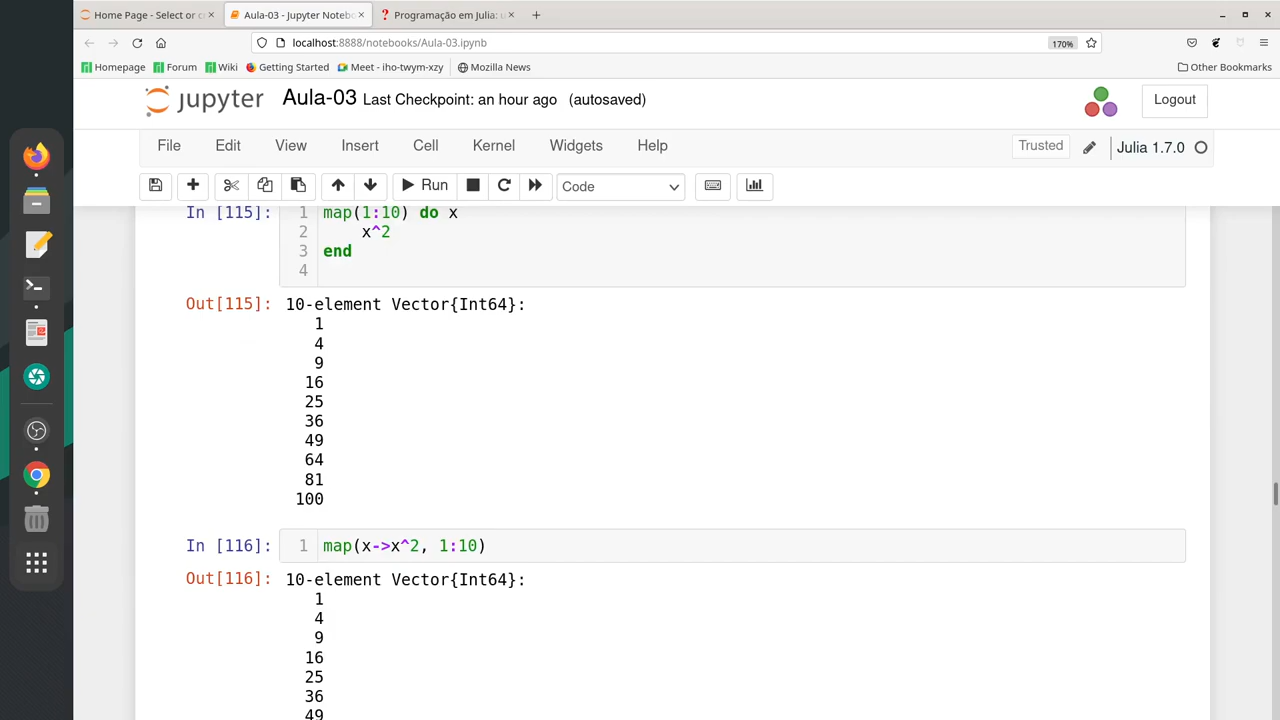 Home Page - Select or c
Aula-03 - Jupyter Notebo
Programação em Julia: u
localhost:8888/notebooks/Aula-03.ipynb
170%
Homepage Forum Wiki Getting Started Meet - iho-twym-xzy Mozilla News Other Bookmarks
jupyter Aula-03 Last Checkpoint: an hour ago (autosaved) Logout
File Edit View Insert Cell Kernel Widgets Help Trusted Julia 1.7.0
Run Code
In [115]: 1 map(1:10) do x
2 x^2
3 end
4
Out[115]: 10-element Vector{Int64}:
1
4
9
16
25
36
49
64
81
100
In [116]: 1 map(x->x^2, 1:10)
Out[116]: 10-element Vector{Int64}:
1
4
9
16
25
36
49